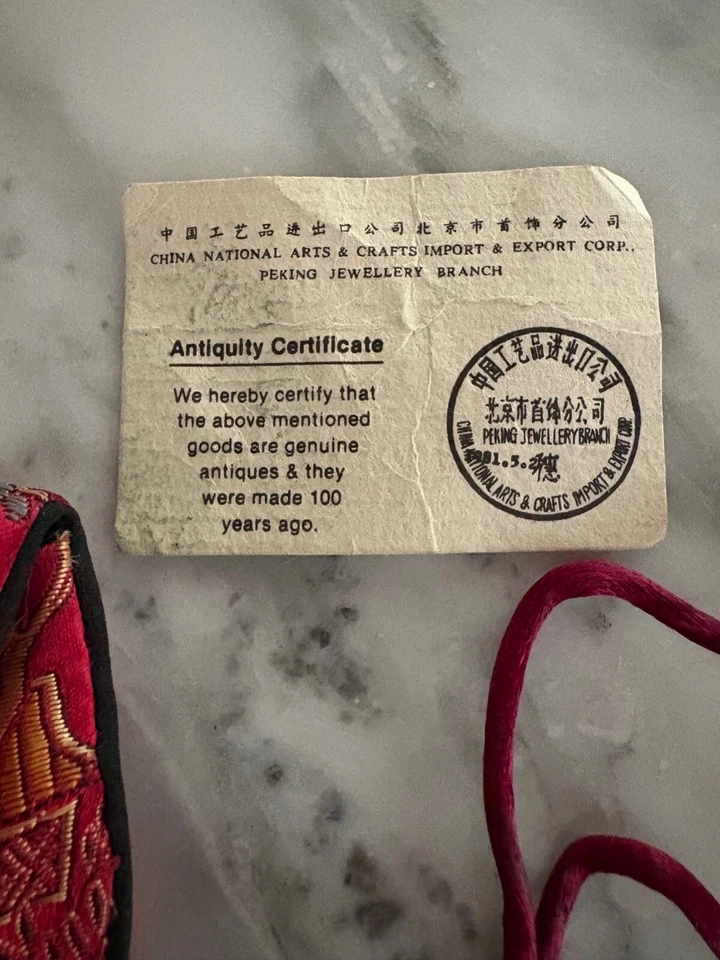 中国工艺品进出口公司北京市首饰分公司
CHINA NATIONAL ARTS & CRAFTS IMPORT & EXPORT CORP.,
PEKING JEWELLERY BRANCH
Antiquity Certificate
We hereby certify that
the above mentioned
goods are genuine
antiques & they
were made 100
years ago.
中国工艺品进出口公司
北京市首饰分公司
PEKING JEWELLERY BRANCH
CHINA NATIONAL ARTS & CRAFTS IMPORT & EXPORT CORP